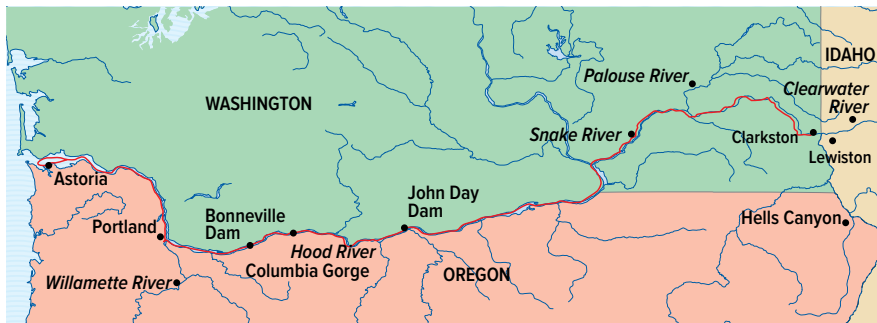 IDAHO
Palouse River
Clearwater
River
WASHINGTON
Snake River
Clarkston
Lewiston
Astoria
John Day
Dam
Bonneville
Dam
Portland
Hells Canyon
Hood River
Columbia Gorge
OREGON
Willamette River